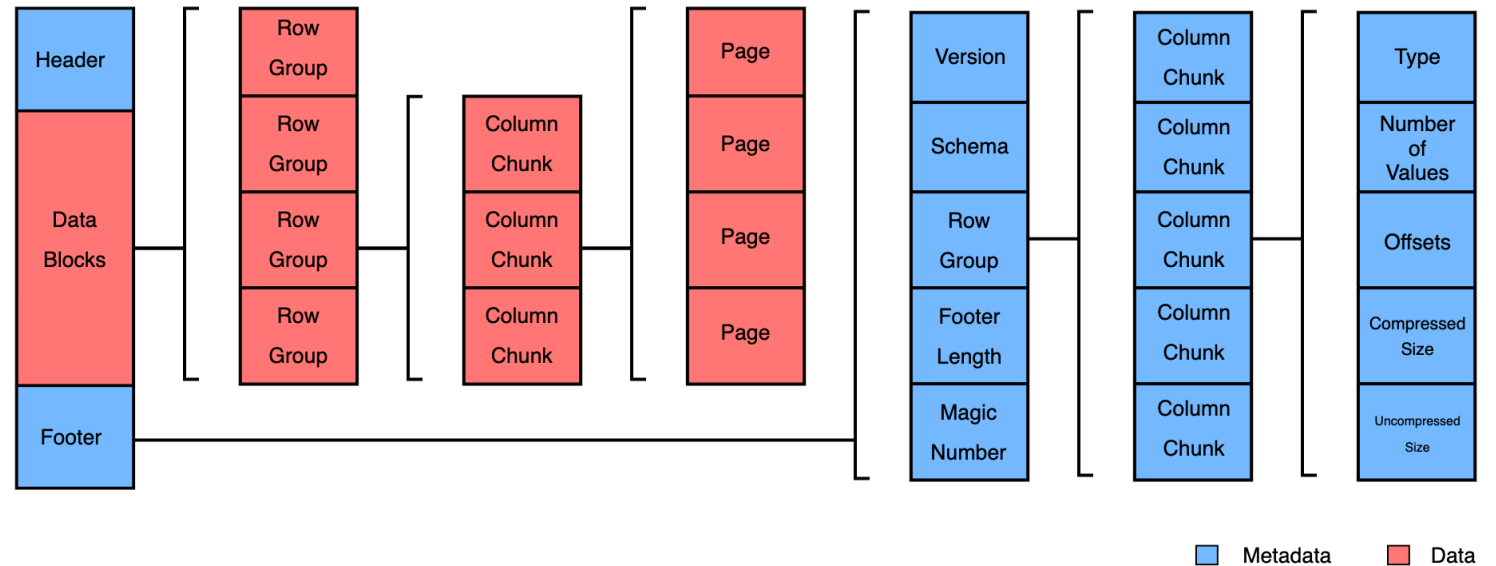 Header
Data
Blocks
Footer
Row
Group
Row
Group
Row
Group
Row
Group
Column
Chunk
Column
Chunk
Column
Chunk
Page
Page
Page
Page
Version
Schema
Row
Group
Footer
Length
Magic
Number
Column
Chunk
Column
Chunk
Column
Chunk
Column
Chunk
Column
Chunk
Type
Number
of
Values
Offsets
Compressed
Size
Uncompressed
Size
Metadata
Data